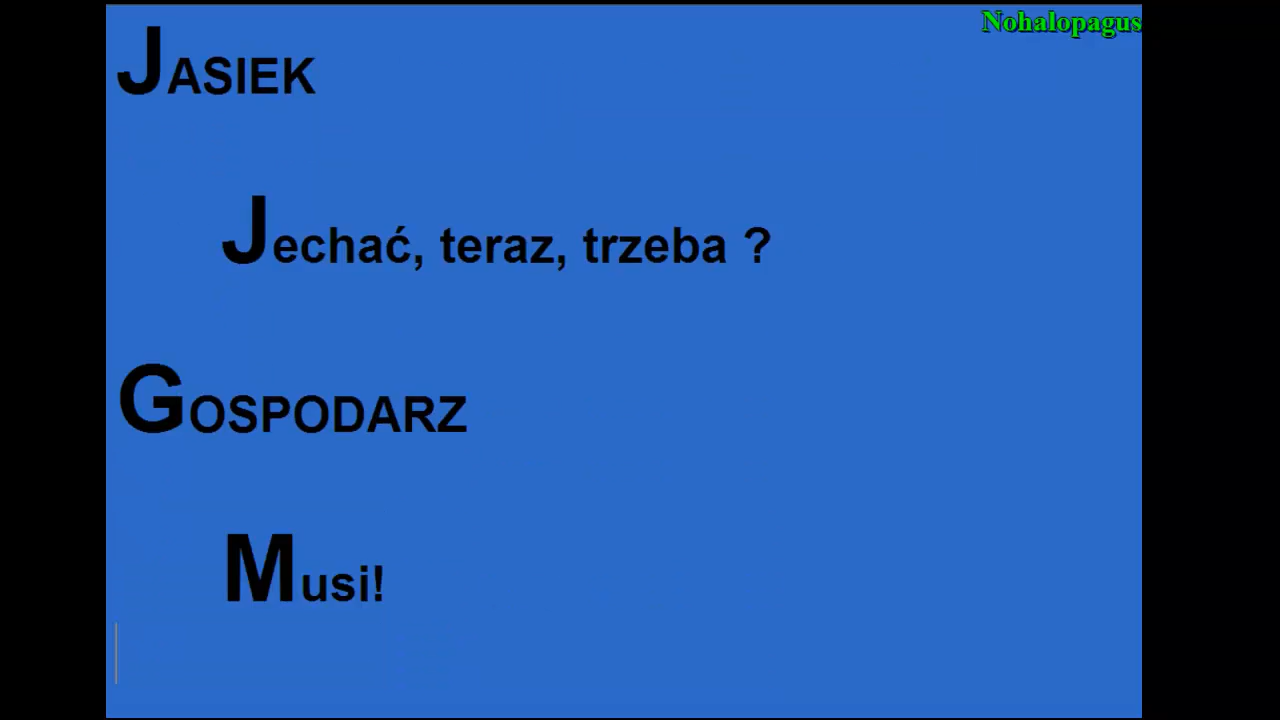 Nohalopagus
JASIEK
Jechać, teraz, trzeba ?
GOSPODARZ
Musi!